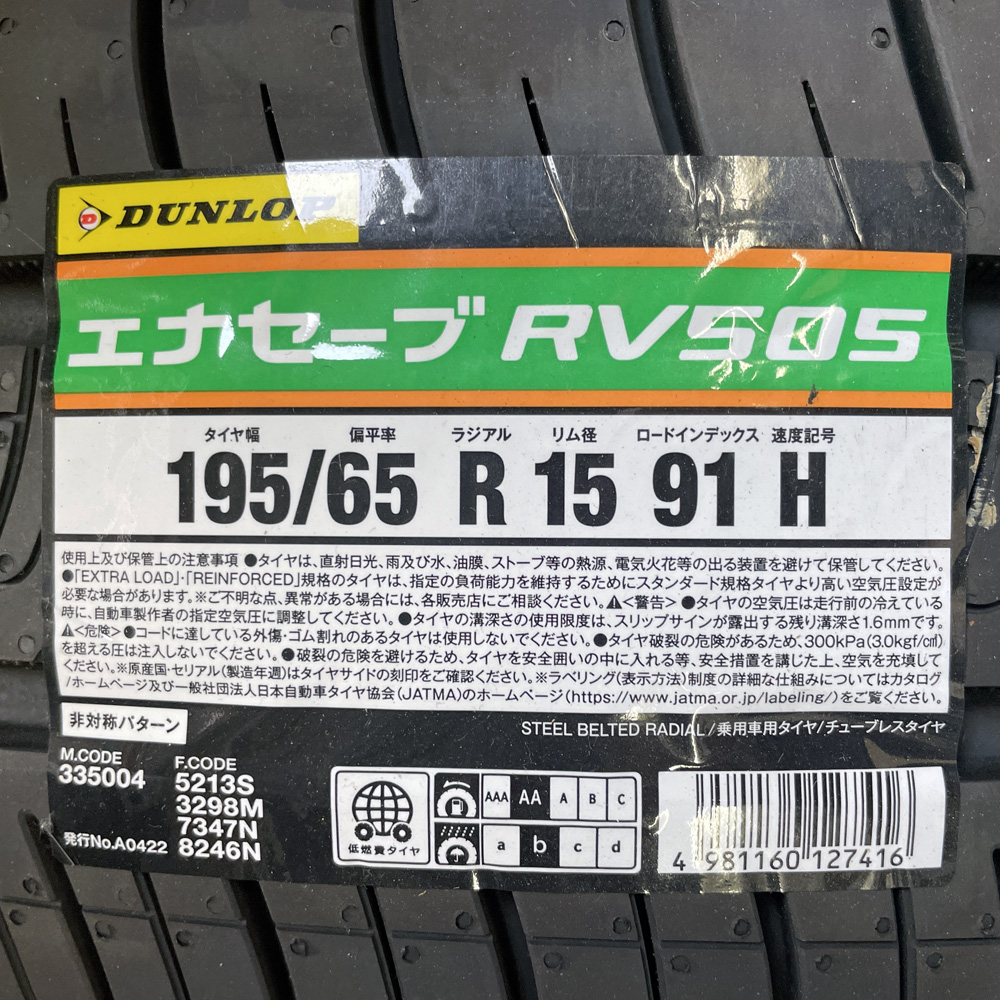 DUNLOP
エナセーブ RV505
タイヤ幅 偏平率 ラジアル リム径 ロードインデックス 速度記号
195/65 R 15 91 H
使用上及び保管上の注意事項 ●タイヤは、直射日光、雨及び水、油膜、ストーブ等の熱源、電気火花等の出る装置を避けて保管してください。
●「EXTRA LOAD」・「REINFORCED」規格のタイヤは、指定の負荷能力を維持するためにスタンダード規格タイヤより高い空気圧設定が
必要な場合があります。※ご不明な点、異常がある場合には、各販売店にご相談ください。⚠<警告> ●タイヤの空気圧は走行前の冷えている
時に、自動車製作者の指定空気圧に調整してください。●タイヤの溝深さの使用限度は、スリップサインが露出する残り溝深さ1.6mmです。
⚠<危険> ●コードに達している外傷・ゴム割れのあるタイヤは使用しないでください。●タイヤ破裂の危険があるため、300kPa(3.0kgf/c㎡)
を超える圧は注入しないでください。●破裂の危険を避けるため、タイヤを安全囲いの中に入れる等、安全措置を講じた上、空気を充填して
ください。※原産国・シリアル(製造年週)はタイヤサイドの刻印をご確認ください。※ラベリング(表示方法)制度の詳細な仕組みについてはカタログ
/ホームページ及び一般社団法人日本自動車タイヤ協会(JATMA)のホームページ(https://www.jatma.or.jp/labeling/)をご覧ください。
非対称パターン
STEEL BELTED RADIAL/乗用車用タイヤ/チューブレスタイヤ
M.CODE
335004
F.CODE
5213S
3298M
7347N
8246N
発行No.A0422
低燃費タイヤ
AAA AA A B C
a b c d
4 981160 127416